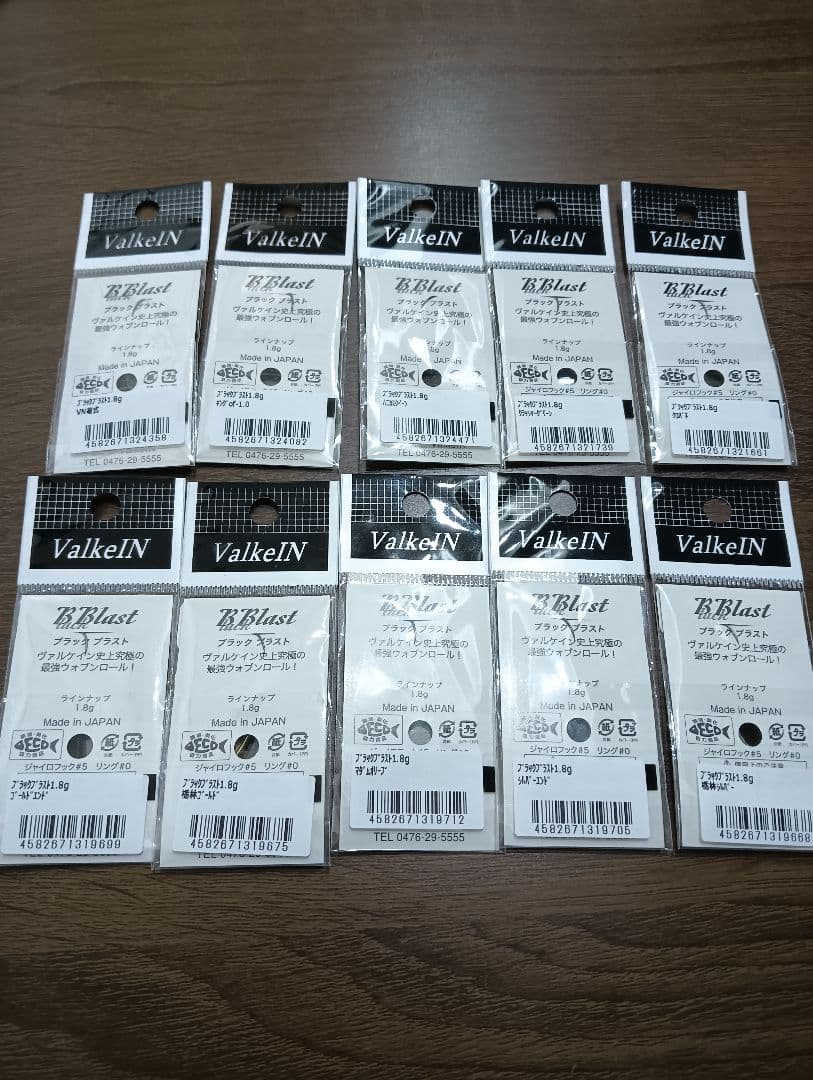 ValkeIN
BBlast
ブラック ブラスト
ヴァルケイン史上究極の
最強ウォブンロール！
ラインナップ
1.8g
Made in JAPAN
ブラックブラスト1.8g
VN着式
4582671324358
TEL 0476-29-5555
ValkeIN
BBlast
ブラック ブラスト
ヴァルケイン史上究極の
最強ウォブンロール！
ラインナップ
1.8g
Made in JAPAN
ブラックブラスト1.8g
ｷﾝｸﾞof-1.0
4582671324082
TEL 0476-29-5555
ValkeIN
BBlast
ブラック ブラスト
ヴァルケイン史上究極の
最強ウォブンロール！
ラインナップ
Made in JAPAN
ブラックブラスト1.8g
4582671324471
TEL 0476-29-5555
ValkeIN
BBlast
ブラック ブラスト
ヴァルケイン史上究極の
最強ウォブンロール！
ラインナップ
1.8g
Made in JAPAN
ジャイロフック#5 リング#0
ブラックブラスト1.8g
4582671321739
ValkeIN
BBlast
ブラック ブラスト
ヴァルケイン史上究極の
最強ウォブンロール！
ラインナップ
1.8g
Made in JAPAN
ジャイロフック#5 リング#0
ブラックブラスト1.8g
4582671321661
ValkeIN
BBlast
ブラック ブラスト
ヴァルケイン史上究極の
最強ウォブンロール！
ラインナップ
1.8g
Made in JAPAN
ジャイロフック#5 リング#0
ﾌﾞﾗｯｸﾌﾞﾗｽﾄ1.8g
ｺﾞｰﾙﾄﾞｴﾝﾄﾞ
4582671319699
ValkeIN
BBlast
ブラック ブラスト
ヴァルケイン史上究極の
最強ウォブンロール！
ラインナップ
1.8g
Made in JAPAN
ジャイロフック#5 リング#0
ﾌﾞﾗｯｸﾌﾞﾗｽﾄ1.8g
極林ｺﾞｰﾙﾄﾞ
4582671319675
ValkeIN
BBlast
ブラック ブラスト
ヴァルケイン史上究極の
最強ウォブンロール！
ラインナップ
1.8g
Made in JAPAN
ﾌﾞﾗｯｸﾌﾞﾗｽﾄ1.8g
ﾏﾀﾞﾑｵﾘｰﾌﾞ
4582671319712
TEL 0476-29-5555
ValkeIN
BBlast
ブラック ブラスト
ヴァルケイン史上究極の
最強ウォブンロール！
ラインナップ
1.8g
Made in JAPAN
ジャイロフック#5 リング#0
ﾌﾞﾗｯｸﾌﾞﾗｽﾄ1.8g
ｼﾙﾊﾞｰｴﾝﾄﾞ
4582671319705
ValkeIN
BBlast
ブラック ブラスト
ヴァルケイン史上究極の
最強ウォブンロール！
ラインナップ
1.8g
Made in JAPAN
ジャイロフック#5 リング#0
ﾌﾞﾗｯｸﾌﾞﾗｽﾄ1.8g
極林ｼﾙﾊﾞｰ
4582671319668